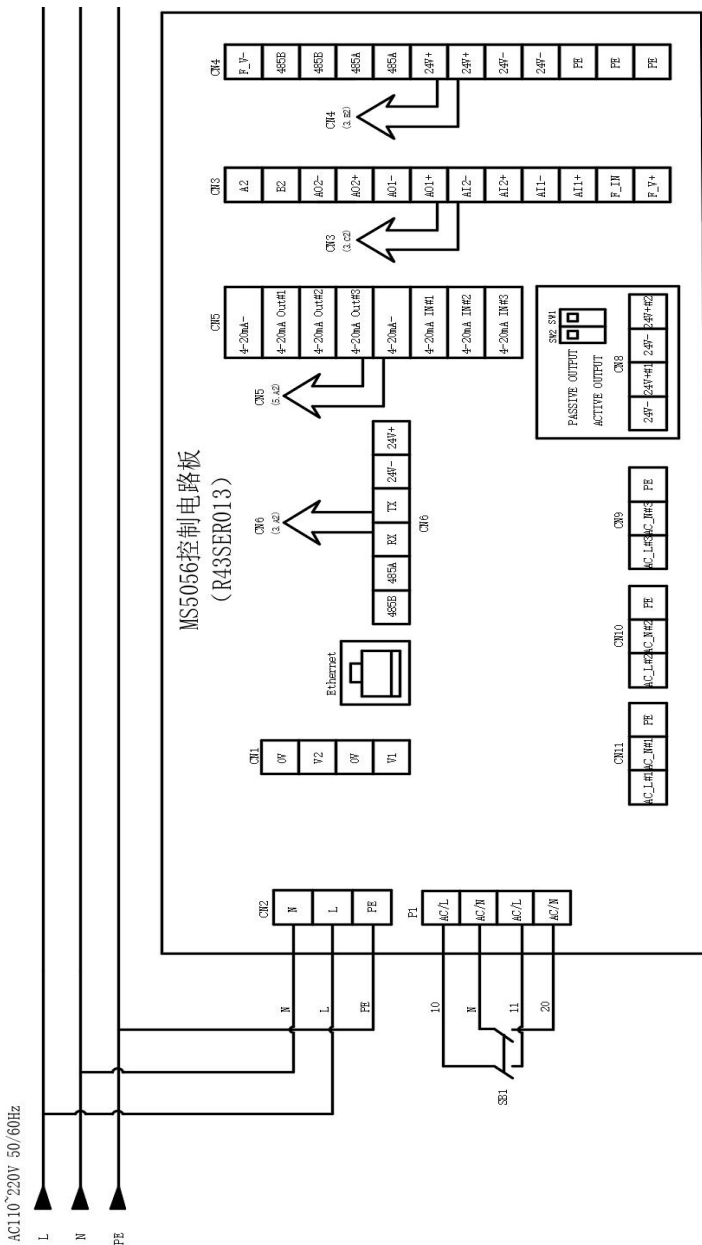 AC110~220V 50/60Hz
L
N
PE
MS5056控制电路板
(R43SER013)
CN2
N
L
PE
N
L
PE
P1
AC/L
AC/N
AC/L
AC/N
10
N
11
20
SB1
CN1
0V
V2
0V
V1
Ethernet
CN6
(3.A2)
485B
485A
RX
TX
24V-
24V+
CN6
CN5
(5.A2)
CN5
4-20mA-
4-20mA Out#1
4-20mA Out#2
4-20mA Out#3
4-20mA-
4-20mA IN#1
4-20mA IN#2
4-20mA IN#3
CN3
(3.C2)
CN3
A2
B2
AO2-
AO2+
AO1-
AO1+
AI2-
AI2+
AI1-
AI1+
F_IN
F_V+
CN4
(3.B2)
CN4
F_V-
485B
485B
485A
485A
24V+
24V+
24V-
24V-
PE
PE
PE
CN11
AC_L#1
AC_N#1
PE
CN10
AC_L#2
AC_N#2
PE
CN9
AC_L#3
AC_N#3
PE
SW2 SW1
PASSIVE OUTPUT
ACTIVE OUTPUT
CN8
24V-
24V+#1
24V-
24V+#2